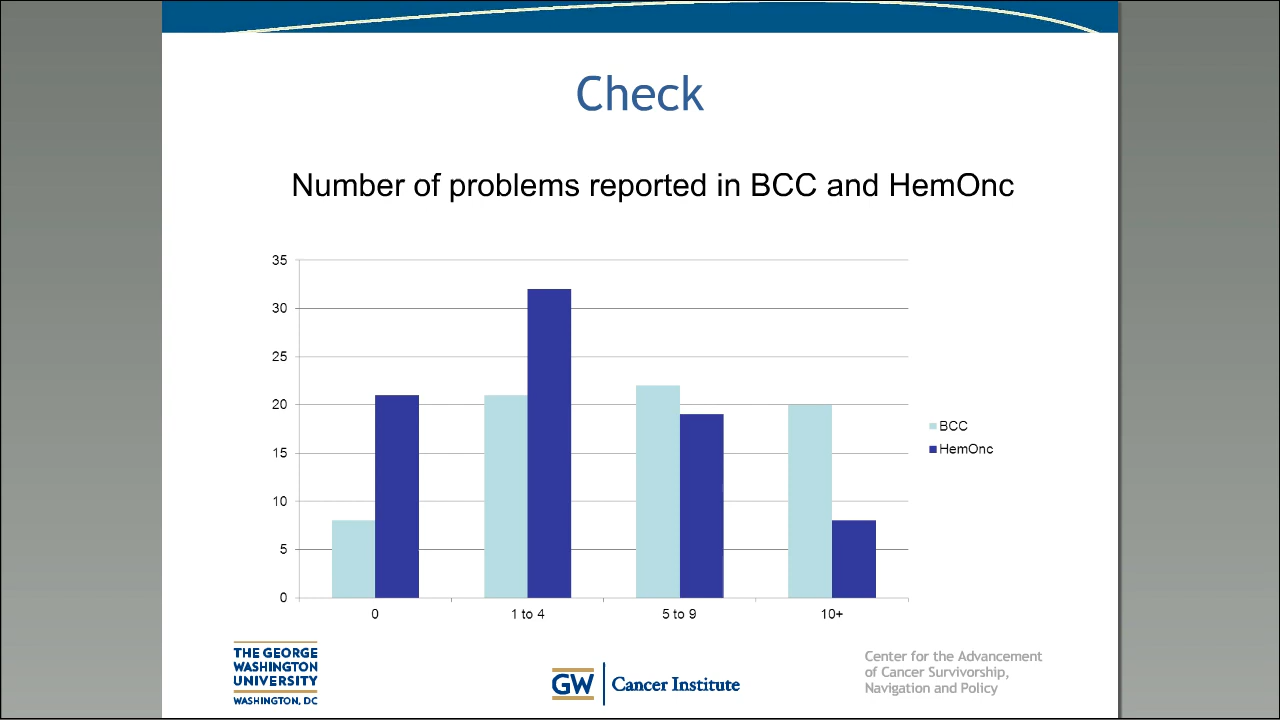 Check
Number of problems reported in BCC and HemOnc
35
30
25
20
15
10
5
0
0 1 to 4 5 to 9 10+
BCC
HemOnc
THE GEORGE
WASHINGTON
UNIVERSITY
WASHINGTON, DC
GW Cancer Institute
Center for the Advancement
of Cancer Survivorship,
Navigation and Policy